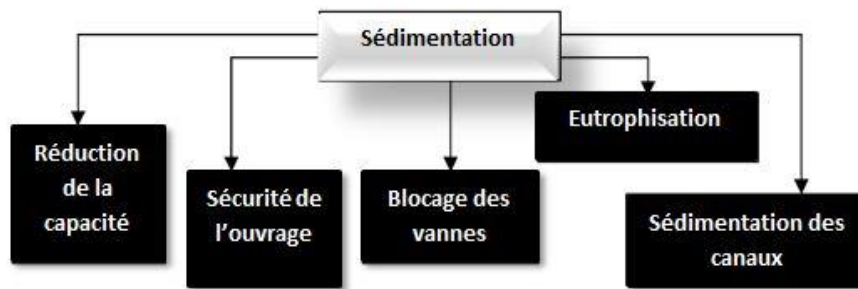 Sédimentation
Réduction
de la
capacité
Sécurité de
l'ouvrage
Blocage des
vannes
Eutrophisation
Sédimentation des
canaux